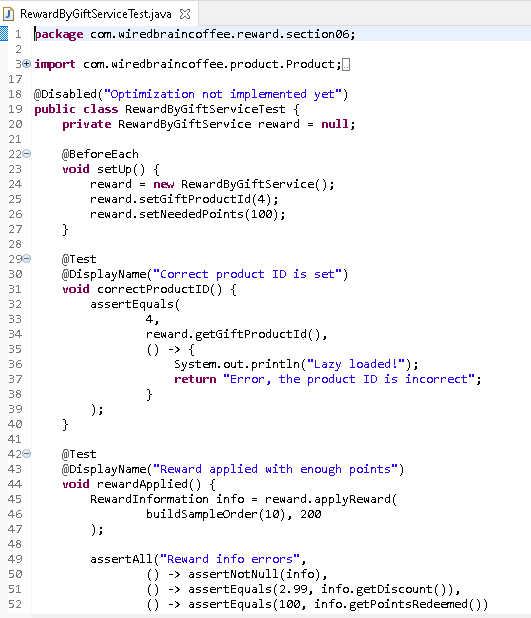 RewardByGiftServiceTest.java
1 package com.wiredbraincoffee.reward.section06;
2
3 import com.wiredbraincoffee.product.Product;
17
18 @Disabled("Optimization not implemented yet")
19 public class RewardByGiftServiceTest {
20     private RewardByGiftService reward = null;
21
22     @BeforeEach
23     void setUp() {
24         reward = new RewardByGiftService();
25         reward.setGiftProductId(4);
26         reward.setNeededPoints(100);
27     }
28
29     @Test
30     @DisplayName("Correct product ID is set")
31     void correctProductID() {
32         assertEquals(
33                 4,
34                 reward.getGiftProductId(),
35                 () -> {
36                     System.out.println("Lazy loaded!");
37                     return "Error, the product ID is incorrect";
38                 }
39         );
40     }
41
42     @Test
43     @DisplayName("Reward applied with enough points")
44     void rewardApplied() {
45         RewardInformation info = reward.applyReward(
46                 buildSampleOrder(10), 200
47         );
48
49         assertAll("Reward info errors",
50                 () -> assertNotNull(info),
51                 () -> assertEquals(2.99, info.getDiscount()),
52                 () -> assertEquals(100, info.getPointsRedeemed())